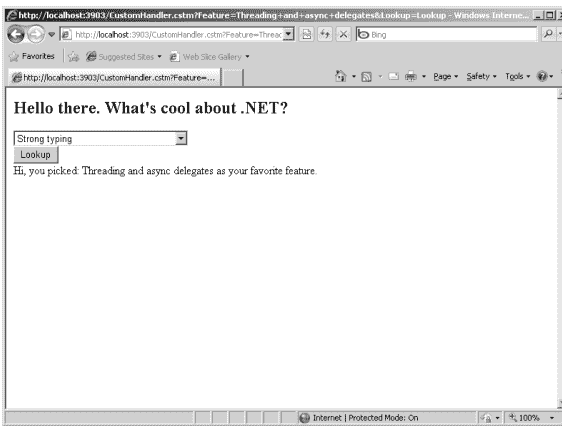 http://localhost:3903/CustomHandler.cstm?Feature=Threading+and+async+delegates&Lookup=Lookup - Windows Interne...
http://localhost:3903/CustomHandler.cstm?Feature=Threac
Bing
Favorites Suggested Sites Web Slice Gallery
http://localhost:3903/CustomHandler.cstm?Feature=...
Page Safety Tools
Hello there. What's cool about .NET?
Strong typing
Lookup
Hi, you picked: Threading and async delegates as your favorite feature.
Internet | Protected Mode: On
100%